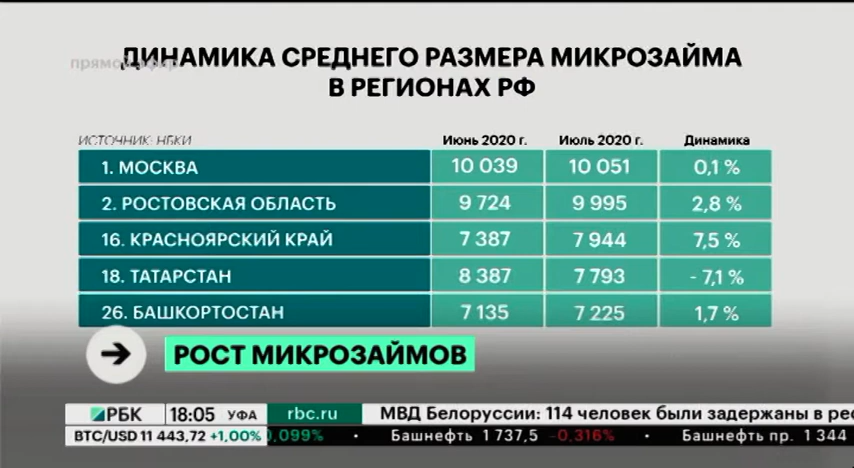 прямой эфир
ДИНАМИКА СРЕДНЕГО РАЗМЕРА МИКРОЗАЙМА
В РЕГИОНАХ РФ
ИСТОЧНИК: НБКИ Июнь 2020 г. Июль 2020 г. Динамика
1. МОСКВА 10 039 10 051 0,1 %
2. РОСТОВСКАЯ ОБЛАСТЬ 9 724 9 995 2,8 %
16. КРАСНОЯРСКИЙ КРАЙ 7 387 7 944 7,5 %
18. ТАТАРСТАН 8 387 7 793 - 7,1 %
26. БАШКОРТОСТАН 7 135 7 225 1,7 %
РОСТ МИКРОЗАЙМОВ
РБК 18:05 УФА rbc.ru МВД Белоруссии: 114 человек были задержаны в
BTC/USD 11 443,72 +1,00% 0,099% • Башнефть 1 737,5 -0,316% • Башнефть пр. 1 344